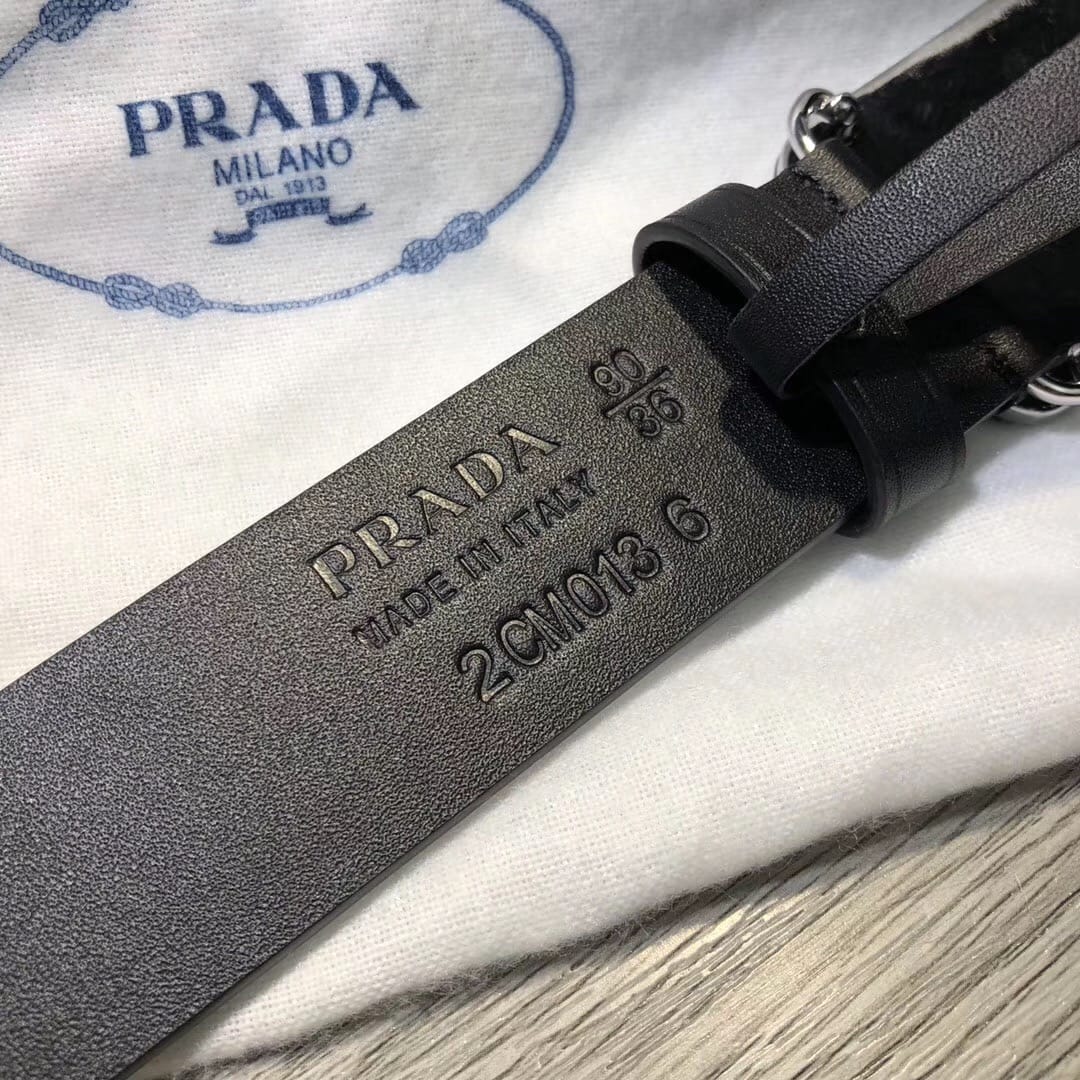 PRADA
MILANO
DAL 1913
90/36
PRADA
MADE IN ITALY
2CM013 6